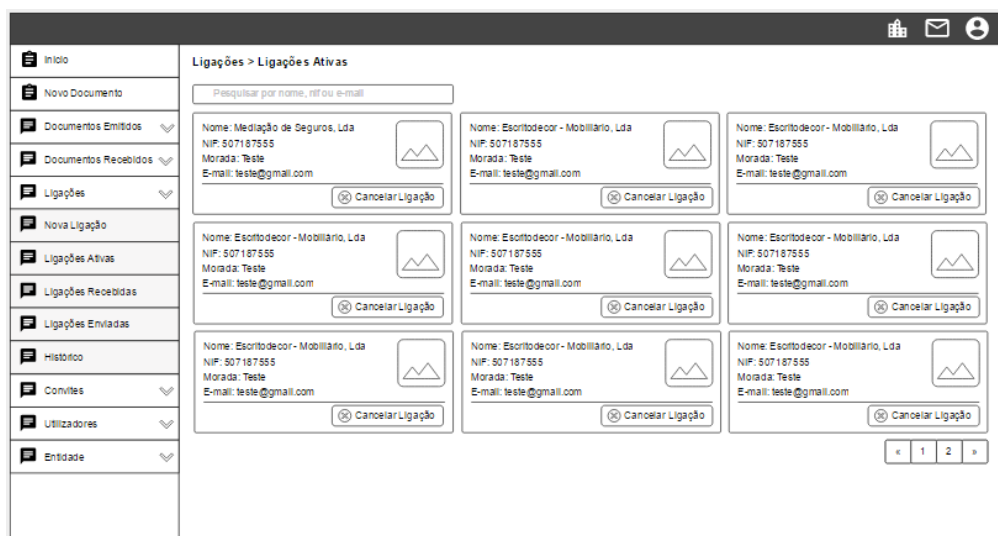 Início
Novo Documento
Documentos Emitidos
Documentos Recebidos
Ligações
Nova Ligação
Ligações Ativas
Ligações Recebidas
Ligações Enviadas
Histórico
Convites
Utilizadores
Entidade
Ligações > Ligações Ativas
Pesquisar por nome, nif ou e-mail
Nome: Mediação de Seguros, Lda
NIF: 507187555
Morada: Teste
E-mail: teste@gmail.com
Cancelar Ligação
Nome: Escritodecor - Mobiliário, Lda
NIF: 507187555
Morada: Teste
E-mail: teste@gmail.com
Cancelar Ligação
Nome: Escritodecor - Mobiliário, Lda
NIF: 507187555
Morada: Teste
E-mail: teste@gmail.com
Cancelar Ligação
Nome: Escritodecor - Mobiliário, Lda
NIF: 507187555
Morada: Teste
E-mail: teste@gmail.com
Cancelar Ligação
Nome: Escritodecor - Mobiliário, Lda
NIF: 507187555
Morada: Teste
E-mail: teste@gmail.com
Cancelar Ligação
Nome: Escritodecor - Mobiliário, Lda
NIF: 507187555
Morada: Teste
E-mail: teste@gmail.com
Cancelar Ligação
Nome: Escritodecor - Mobiliário, Lda
NIF: 507187555
Morada: Teste
E-mail: teste@gmail.com
Cancelar Ligação
Nome: Escritodecor - Mobiliário, Lda
NIF: 507187555
Morada: Teste
E-mail: teste@gmail.com
Cancelar Ligação
Nome: Escritodecor - Mobiliário, Lda
NIF: 507187555
Morada: Teste
E-mail: teste@gmail.com
Cancelar Ligação
« 1 2 »